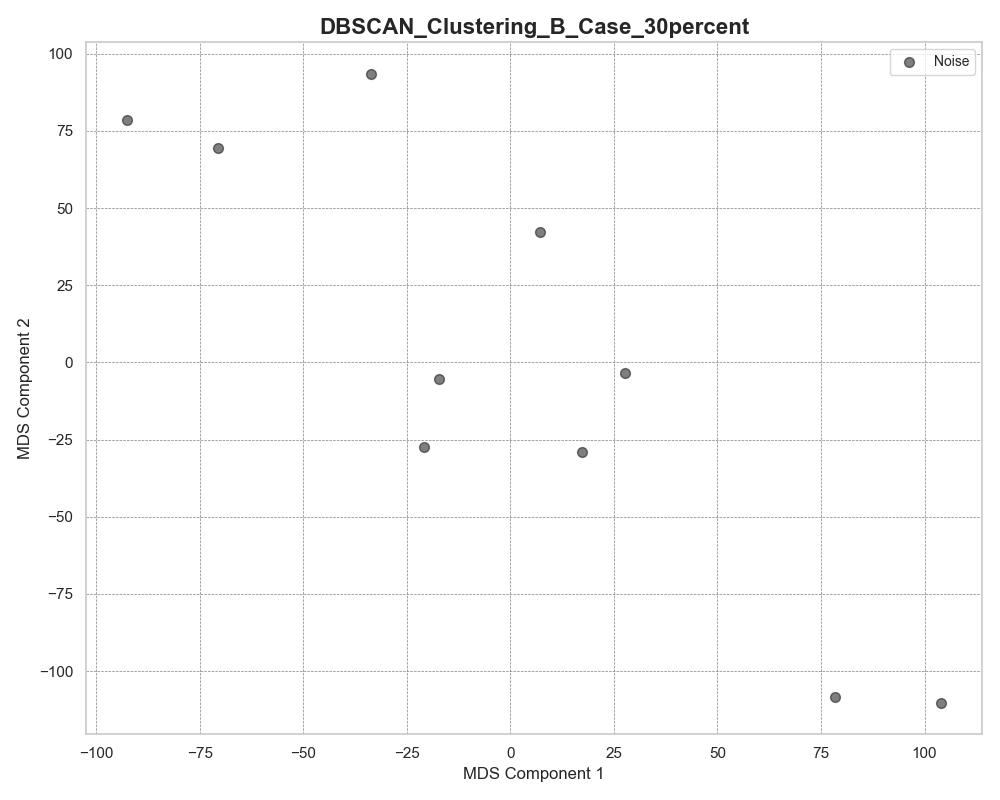 DBSCAN_Clustering_B_Case_30percent
Noise
100
75
50
25
0
−25
−50
−75
−100
MDS Component 2
−100 −75 −50 −25 0 25 50 75 100
MDS Component 1